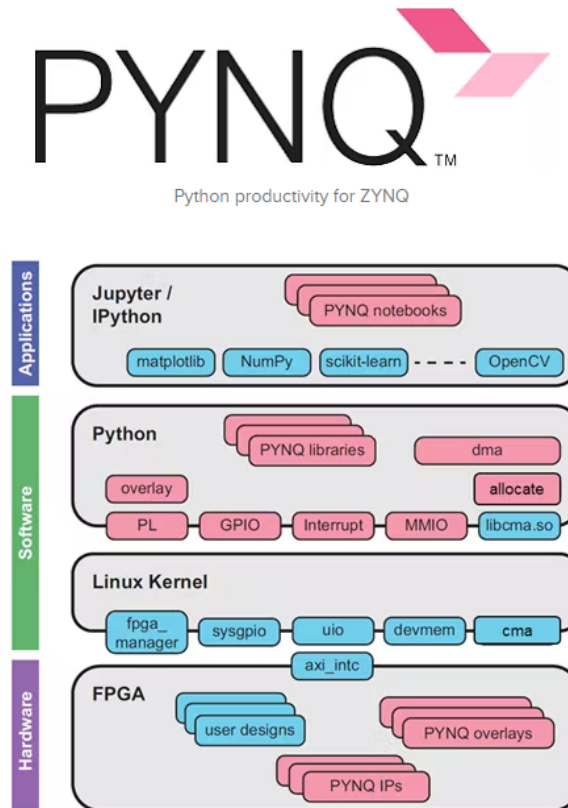 PYNQ™
Python productivity for ZYNQ
Applications
Jupyter /
IPython
PYNQ notebooks
matplotlib NumPy scikit-learn OpenCV
Software
Python
PYNQ libraries dma
overlay allocate
PL GPIO Interrupt MMIO libcma.so
Linux Kernel
fpga_
manager sysgpio uio devmem cma
axi_intc
Hardware
FPGA
user designs PYNQ overlays
PYNQ IPs